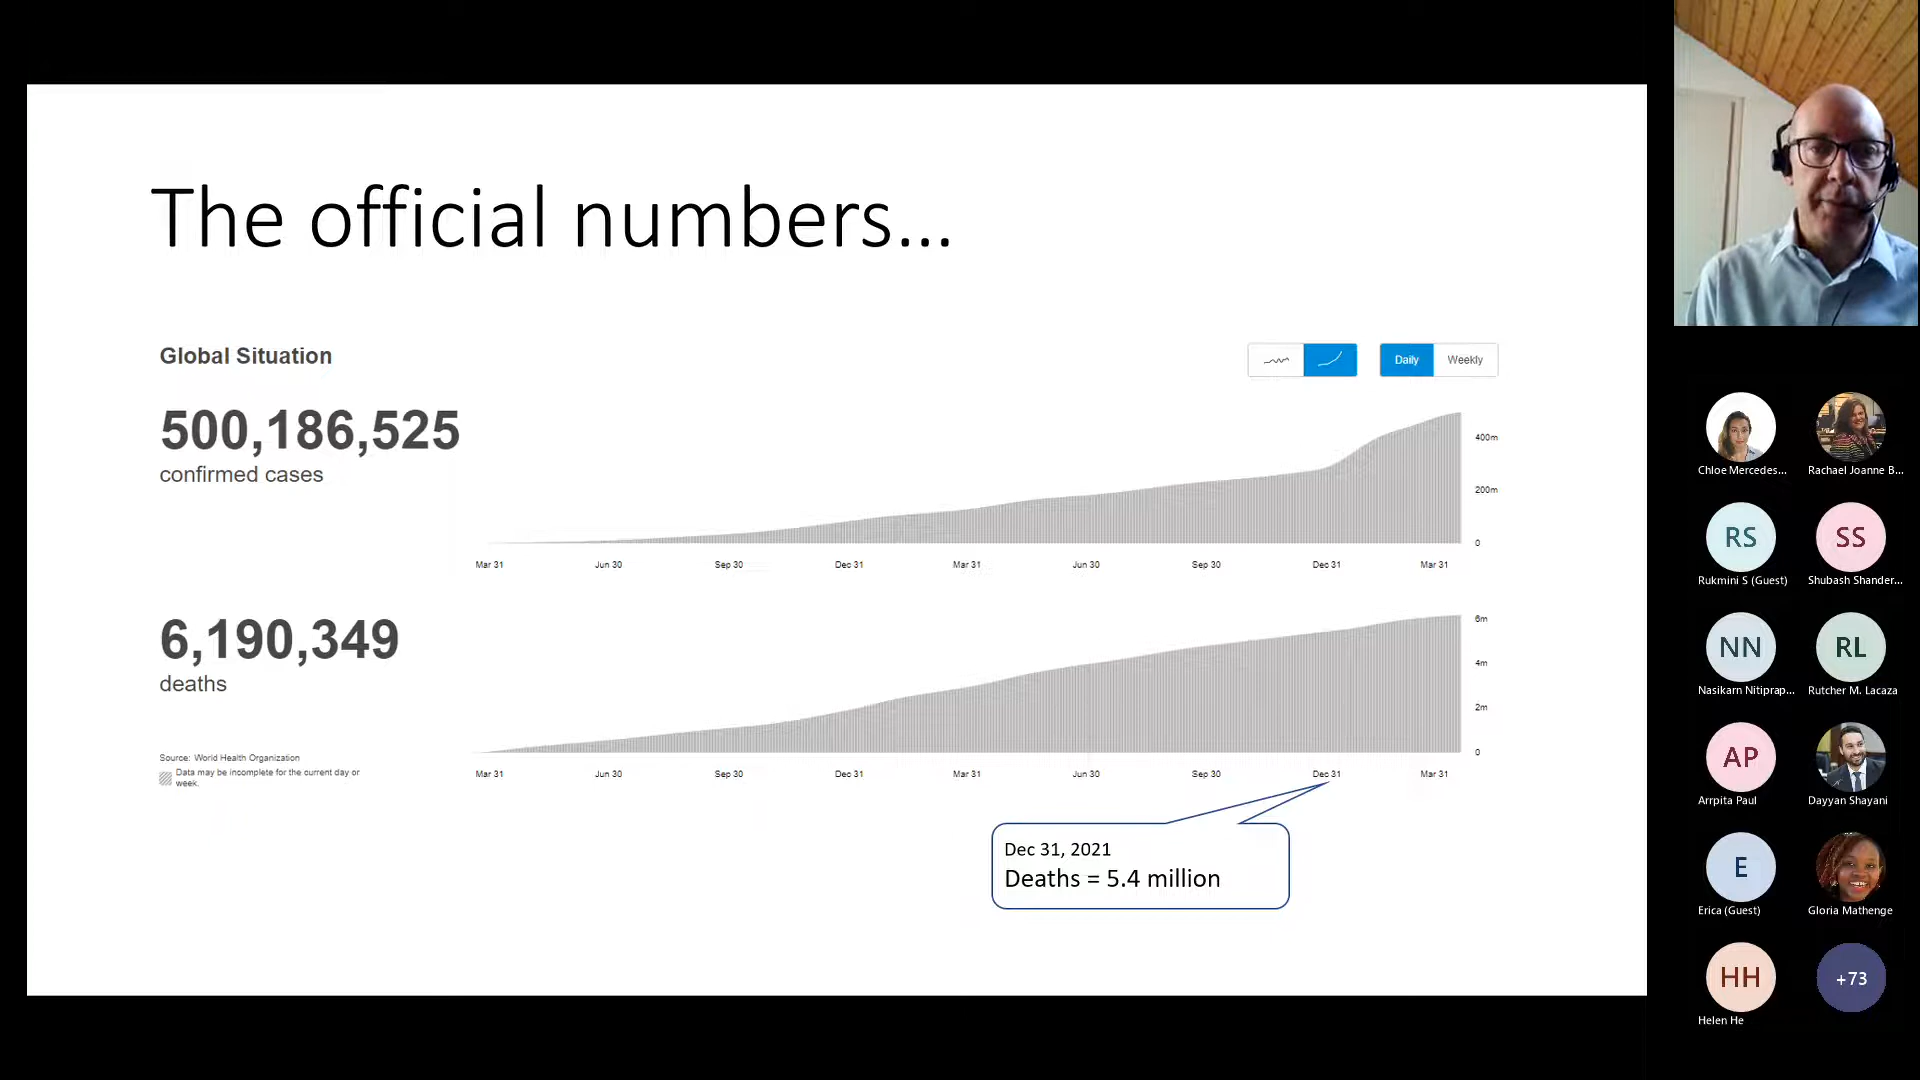 The official numbers...
Global Situation
Daily
Weekly
500,186,525
confirmed cases
400m
200m
0
Mar 31
Jun 30
Sep 30
Dec 31
Mar 31
Jun 30
Sep 30
Dec 31
Mar 31
6,190,349
deaths
6m
4m
2m
0
Source: World Health Organization
Data may be incomplete for the current day or
week.
Mar 31
Jun 30
Sep 30
Dec 31
Mar 31
Jun 30
Sep 30
Dec 31
Mar 31
Dec 31, 2021
Deaths = 5.4 million
Chloe Mercedes...
Rachael Joanne B...
RS
SS
Rukmini S (Guest)
Shubash Shander...
NN
RL
Nasikarn Nitiprap...
Rutcher M. Lacaza
AP
Arrpita Paul
Dayyan Shayani
E
Erica (Guest)
Gloria Mathenge
HH
+73
Helen He